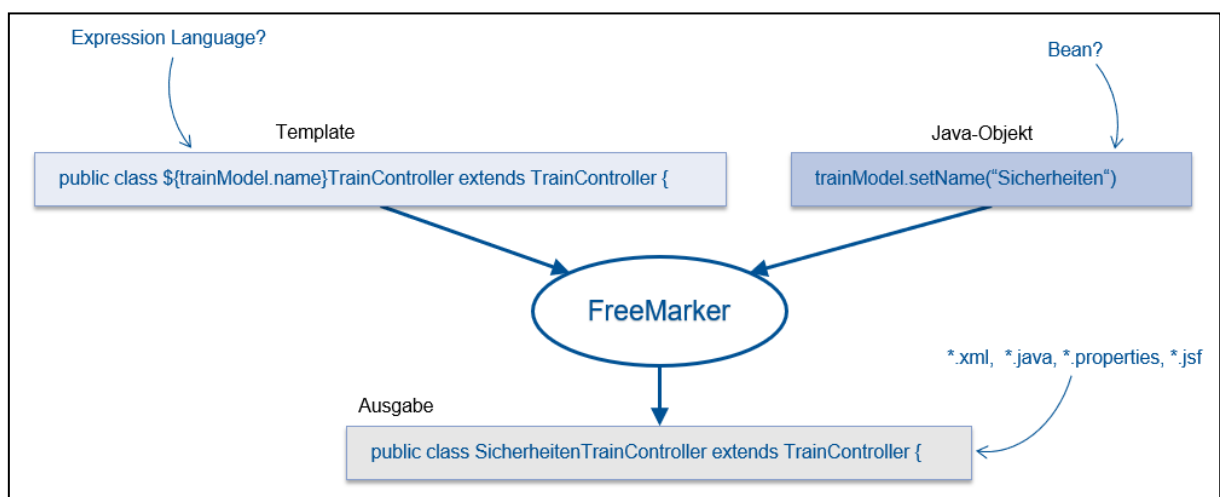 Expression Language?
Bean?
Template
Java-Objekt
public class ${trainModel.name}TrainController extends TrainController {
trainModel.setName(“Sicherheiten“)
FreeMarker
*.xml,  *.java, *.properties, *.jsf
Ausgabe
public class SicherheitenTrainController extends TrainController {